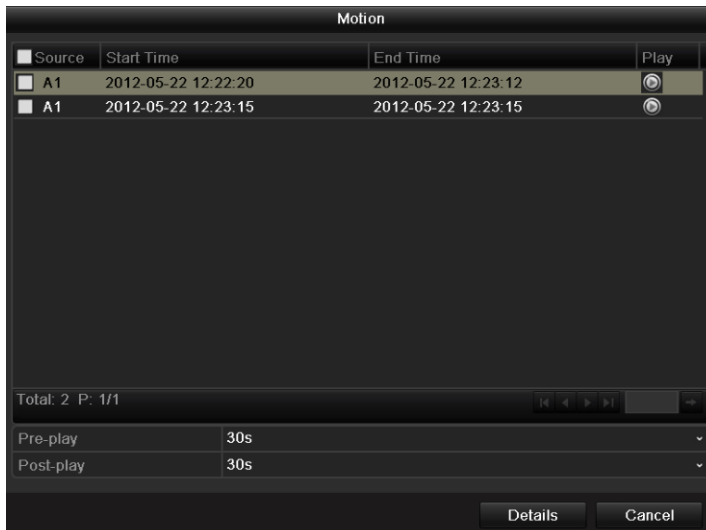 Motion
Source Start Time End Time Play
A1 2012-05-22 12:22:20 2012-05-22 12:23:12
A1 2012-05-22 12:23:15 2012-05-22 12:23:15
Total: 2 P: 1/1
Pre-play 30s
Post-play 30s
Details Cancel